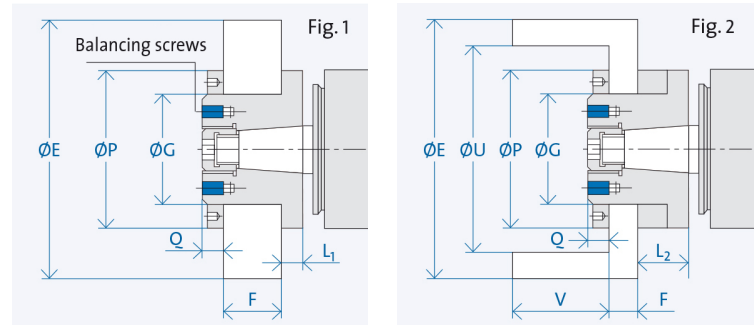 Fig. 1
Balancing screws
ØE
ØP
ØG
Q
L₁
F
Fig. 2
ØE
ØU
ØP
ØG
Q
L₂
V
F